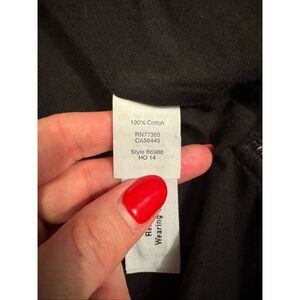 100% Cotton
RN77388
CA56445
Style B6980
HO 14
Wearing